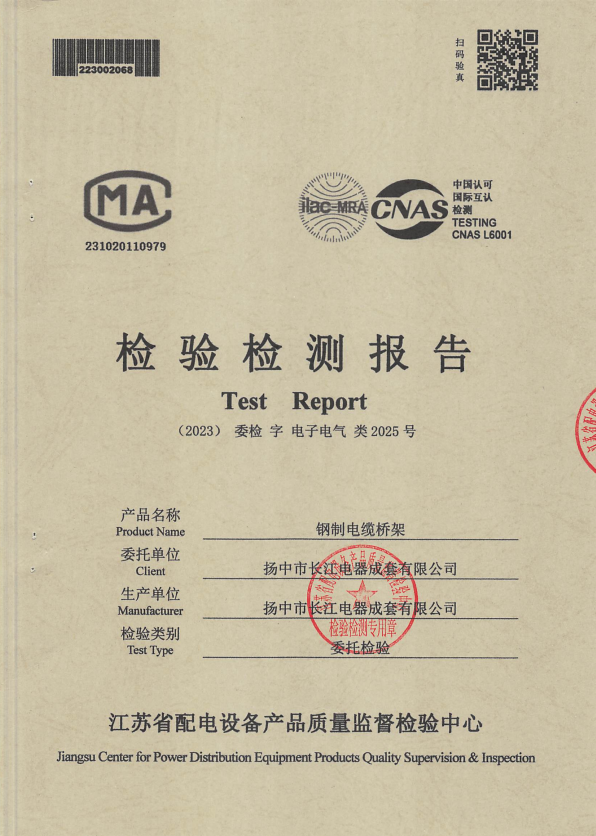 223002068
扫码验真
MA
231020110979
ilac-MRA
CNAS
中国认可
国际互认
检测
TESTING
CNAS L6001
检验检测报告
Test Report
（2023） 委检 字 电子电气 类 2025 号
产品名称 钢制电缆桥架
Product Name
委托单位 扬中市长江电器成套有限公司
Client
生产单位 扬中市长江电器成套有限公司
Manufacturer
检验检测专用章
检验类别 委托检验
Test Type
江苏省配电设备产品质量监督检验中心
Jiangsu Center for Power Distribution Equipment Products Quality Supervision & Inspection